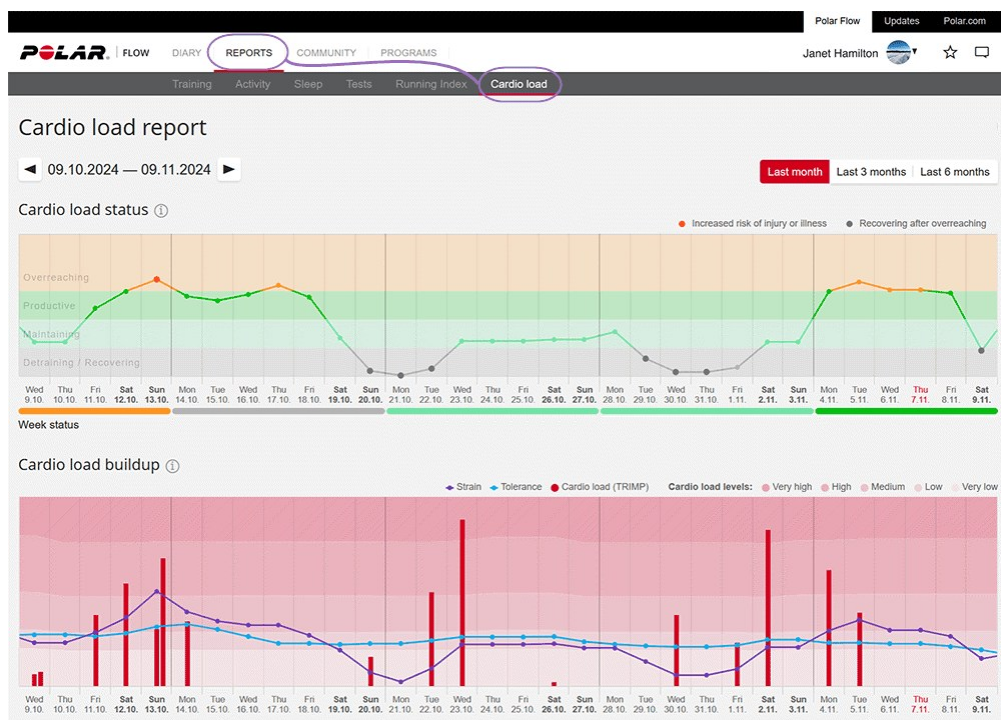 Polar Flow Updates Polar.com
POLAR. FLOW DIARY REPORTS COMMUNITY PROGRAMS Janet Hamilton
Training Activity Sleep Tests Running Index Cardio load
Cardio load report
09.10.2024 — 09.11.2024
Last month Last 3 months Last 6 months
Cardio load status
Increased risk of injury or illness Recovering after overreaching
Overreaching
Productive
Maintaining
Detraining / Recovering
Wed Thu Fri Sat Sun Mon Tue Wed Thu Fri Sat Sun Mon Tue Wed Thu Fri Sat Sun Mon Tue Wed Thu Fri Sat Sun Mon Tue Wed Thu Fri Sat
9.10. 10.10. 11.10. 12.10. 13.10. 14.10. 15.10. 16.10. 17.10. 18.10. 19.10. 20.10. 21.10. 22.10. 23.10. 24.10. 25.10. 26.10. 27.10. 28.10. 29.10. 30.10. 31.10. 1.11. 2.11. 3.11. 4.11. 5.11. 6.11. 7.11. 8.11. 9.11.
Week status
Cardio load buildup
Strain Tolerance Cardio load (TRIMP) Cardio load levels: Very high High Medium Low Very low
Wed Thu Fri Sat Sun Mon Tue Wed Thu Fri Sat Sun Mon Tue Wed Thu Fri Sat Sun Mon Tue Wed Thu Fri Sat Sun Mon Tue Wed Thu Fri Sat
9.10. 10.10. 11.10. 12.10. 13.10. 14.10. 15.10. 16.10. 17.10. 18.10. 19.10. 20.10. 21.10. 22.10. 23.10. 24.10. 25.10. 26.10. 27.10. 28.10. 29.10. 30.10. 31.10. 1.11. 2.11. 3.11. 4.11. 5.11. 6.11. 7.11. 8.11. 9.11.